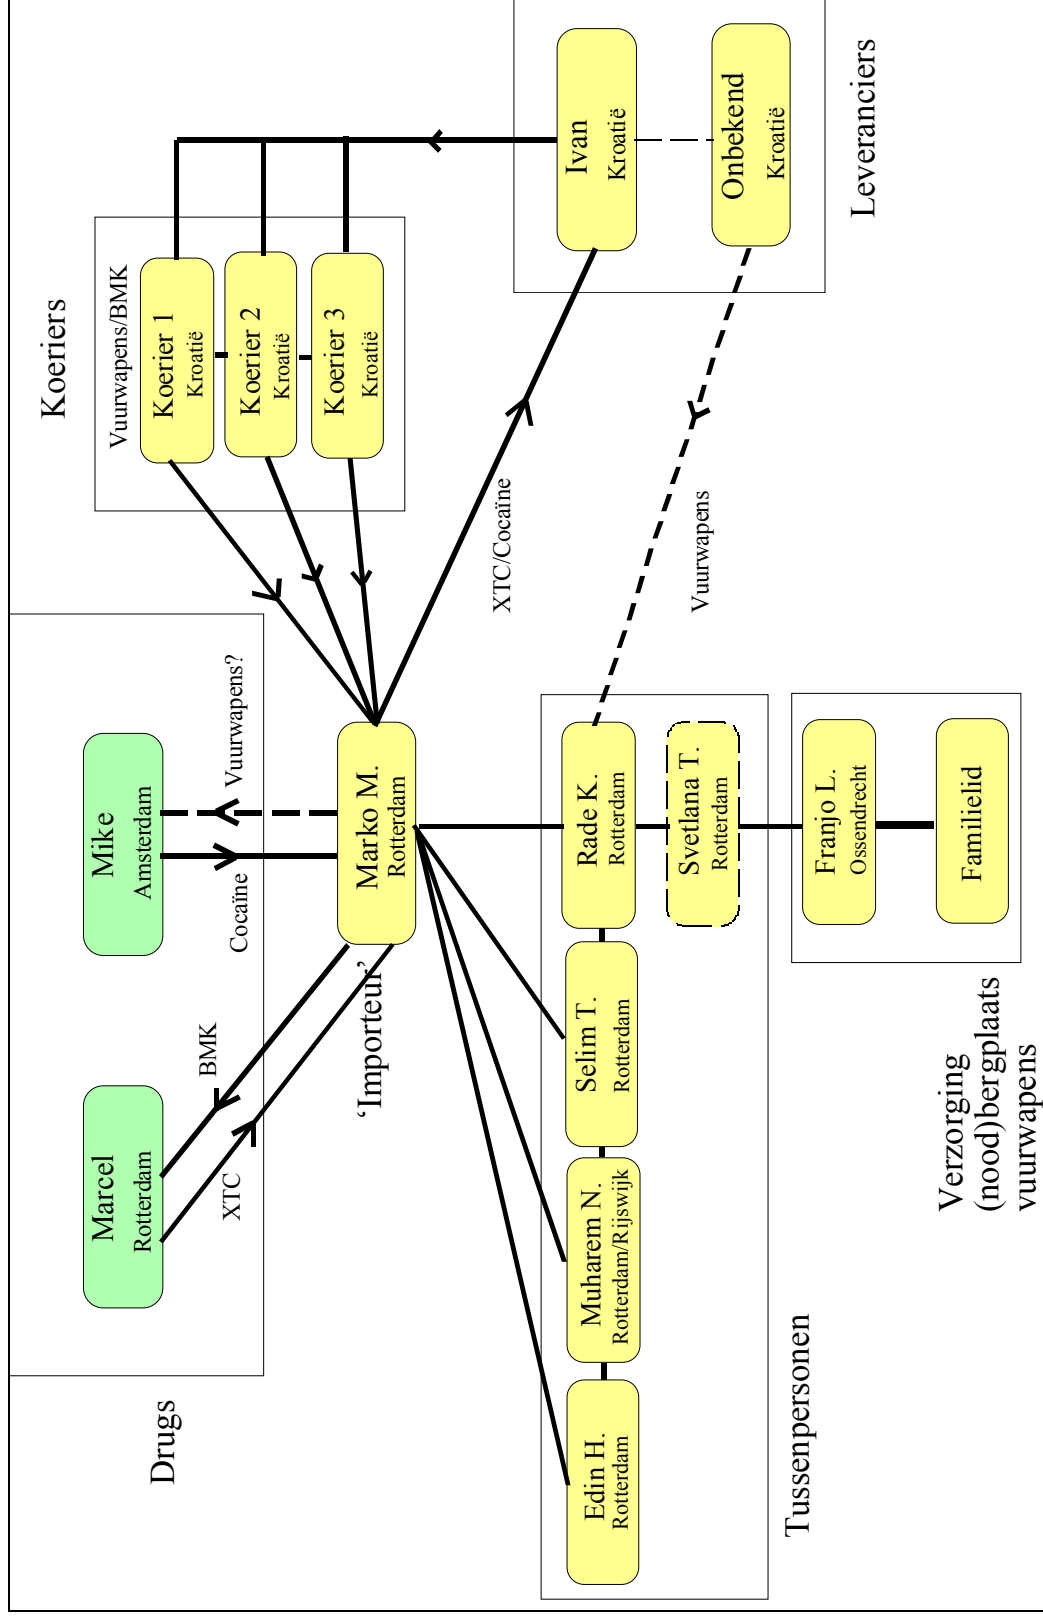 Drugs
Marcel
Rotterdam
Mike
Amsterdam
XTC
BMK
Cocaïne
Vuurwapens?
Koeriers
Vuurwapens/BMK
Koerier 1
Kroatië
Koerier 2
Kroatië
Koerier 3
Kroatië
‘Importeur’
Marko M.
Rotterdam
XTC/Cocaïne
Vuurwapens
Ivan
Kroatië
Onbekend
Kroatië
Leveranciers
Edin H.
Rotterdam
Muharem N.
Rotterdam/Rijswijk
Selim T.
Rotterdam
Rade K.
Rotterdam
Svetlana T.
Rotterdam
Tussenpersonen
Franjo L.
Ossendrecht
Familielid
Verzorging
(nood)bergplaats
vuurwapens